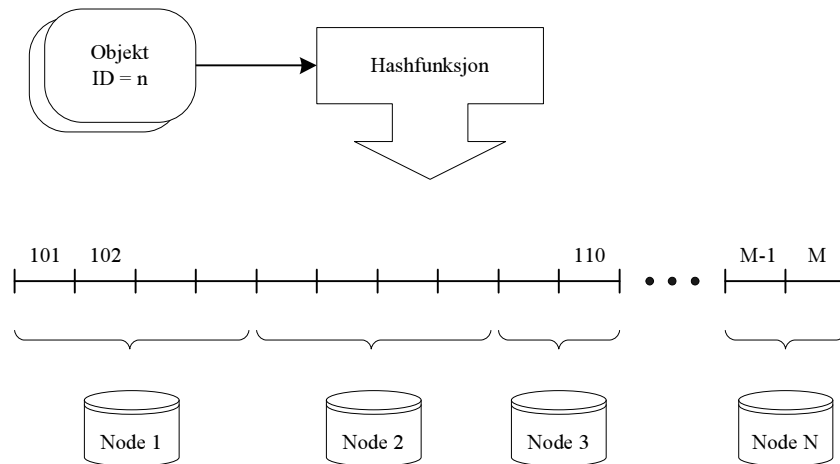 Objekt
ID = n
Hashfunksjon
101 102 110 M-1 M
Node 1 Node 2 Node 3 Node N